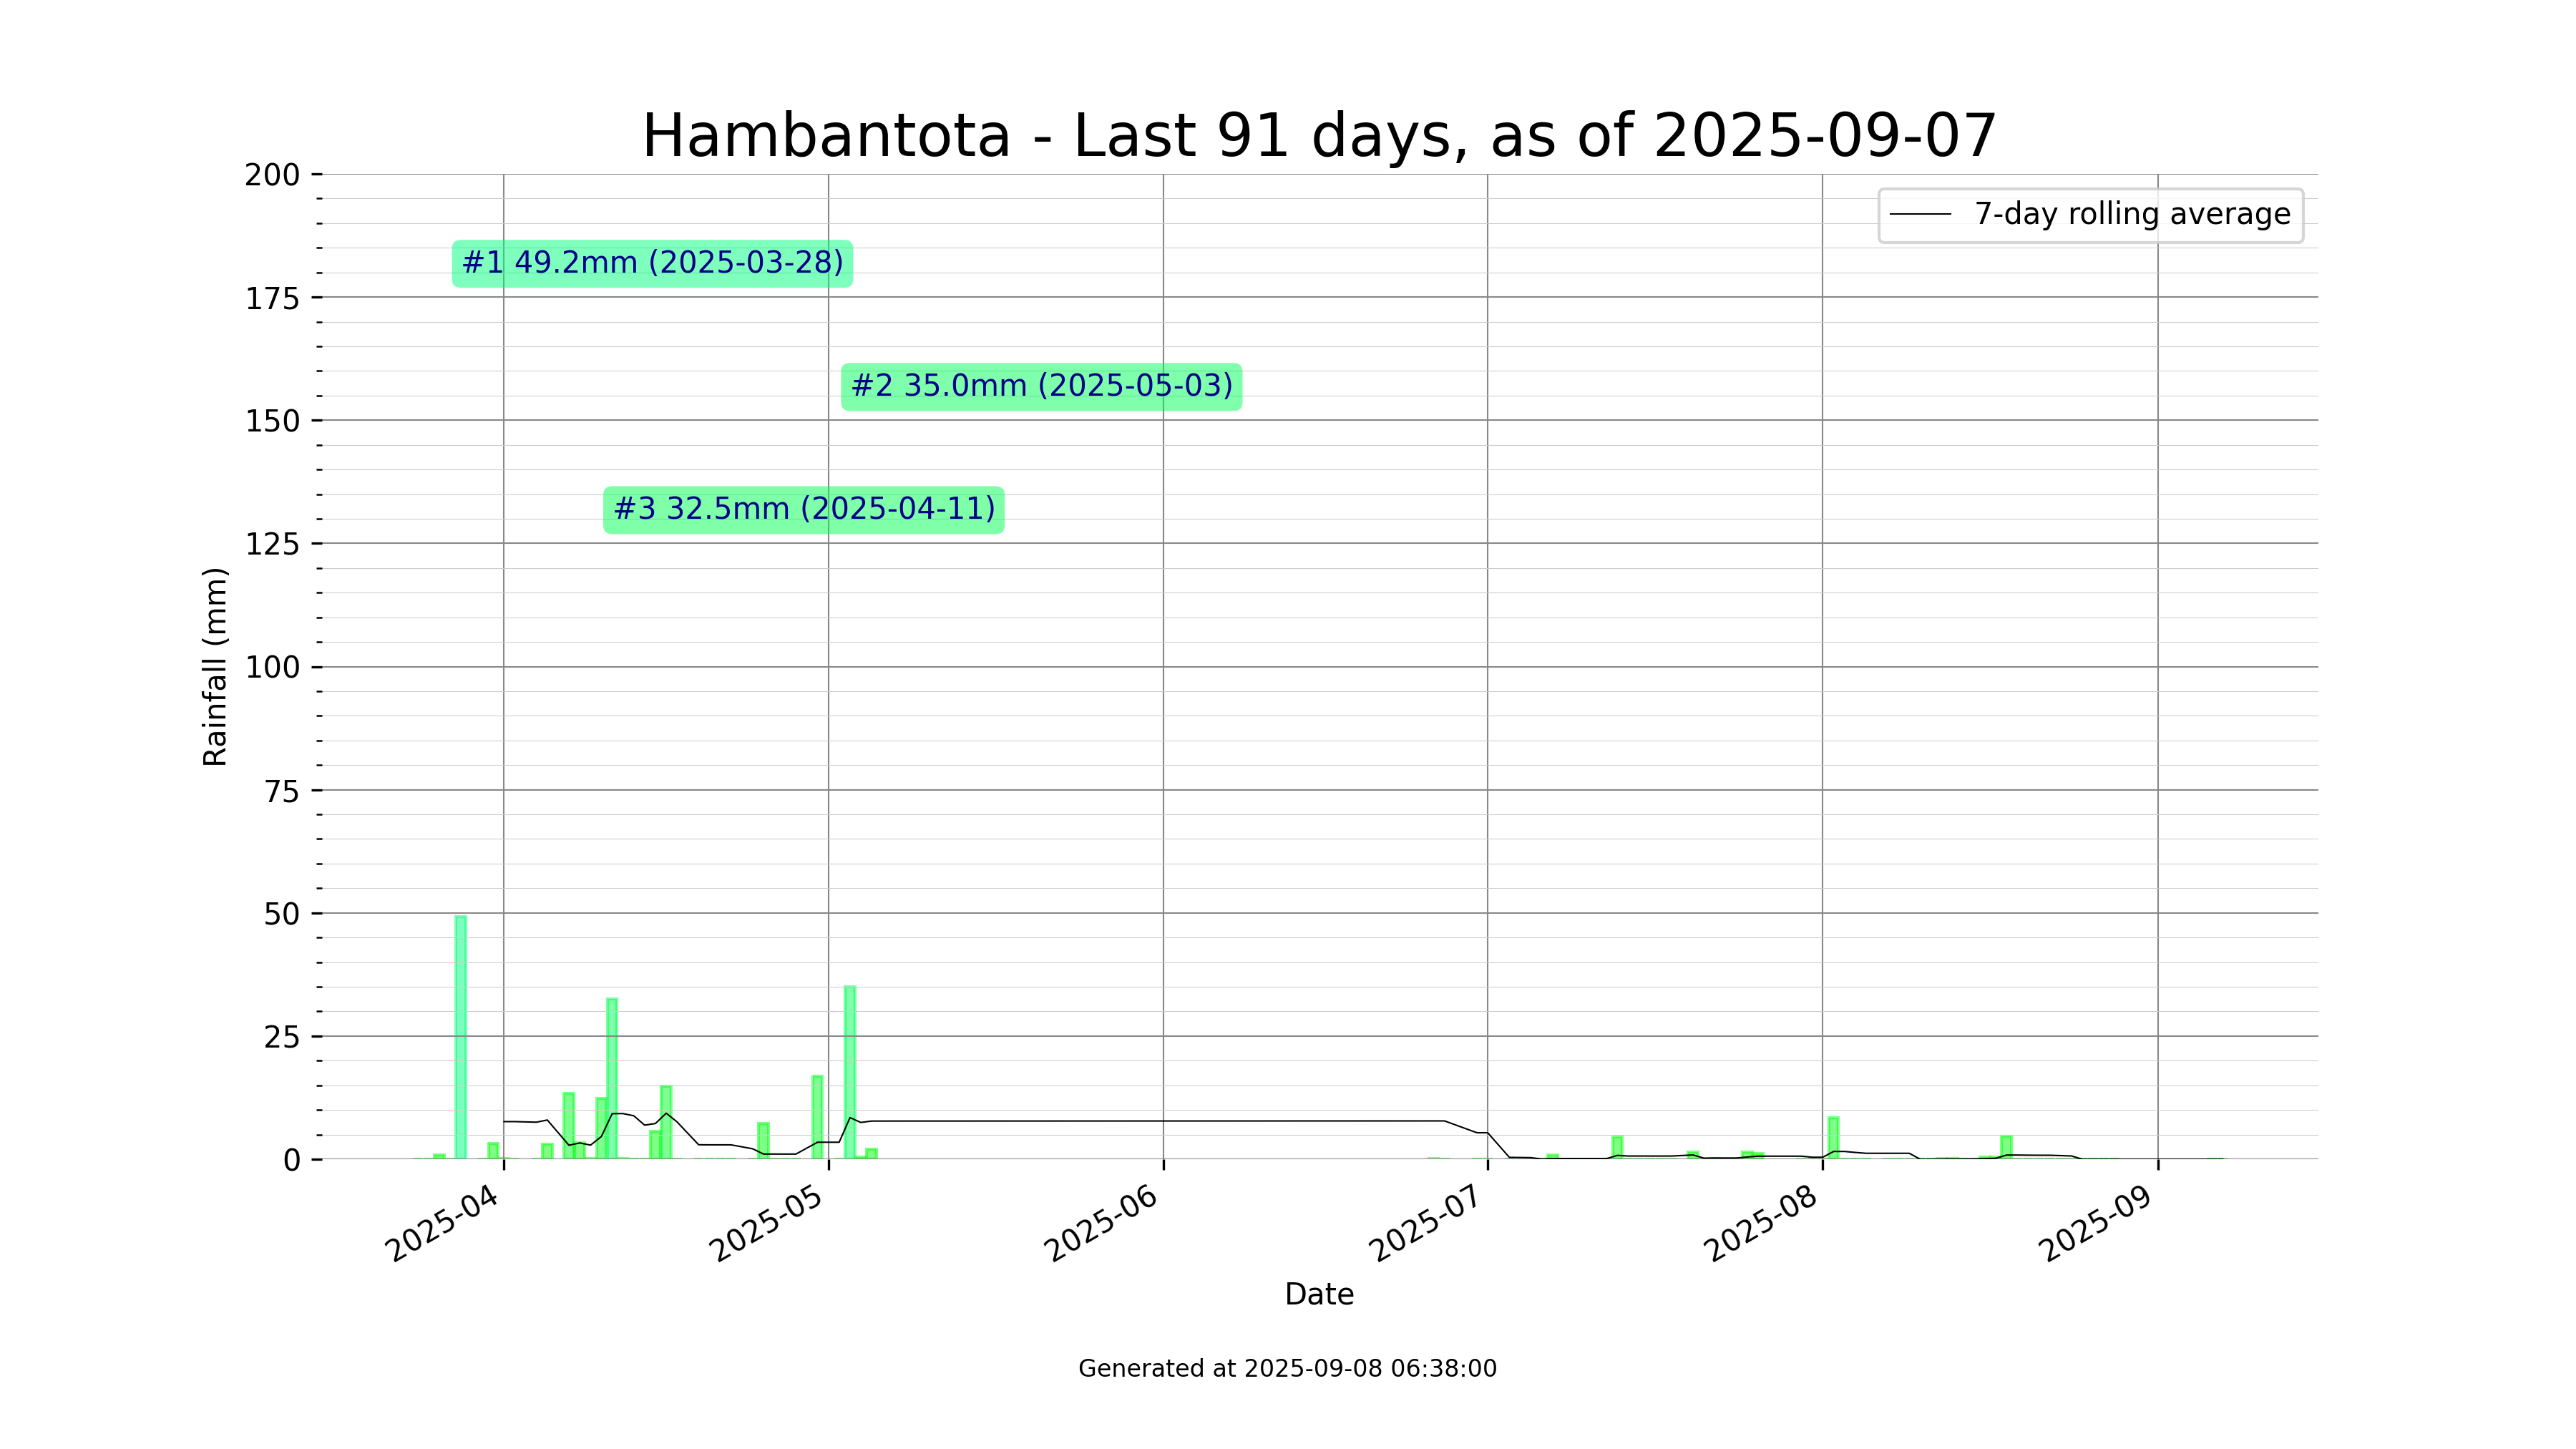 Hambantota - Last 91 days, as of 2025-09-07
7-day rolling average
#1 49.2mm (2025-03-28)
#2 35.0mm (2025-05-03)
#3 32.5mm (2025-04-11)
Rainfall (mm)
200
175
150
125
100
75
50
25
0
2025-04
2025-05
2025-06
2025-07
2025-08
2025-09
Date
Generated at 2025-09-08 06:38:00